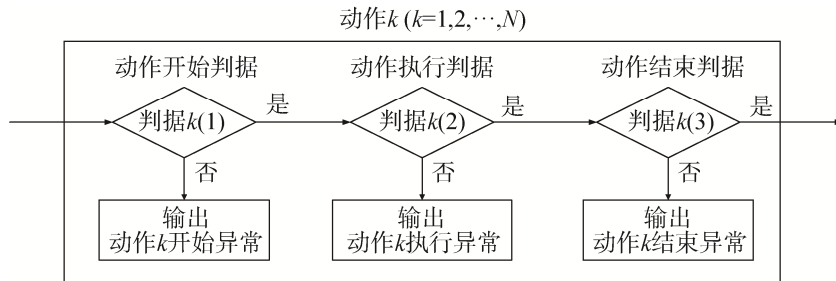 动作k (k=1,2,···,N)
动作开始判据
动作执行判据
动作结束判据
判据k(1)
是
判据k(2)
是
判据k(3)
是
否
否
否
输出
动作k开始异常
输出
动作k执行异常
输出
动作k结束异常